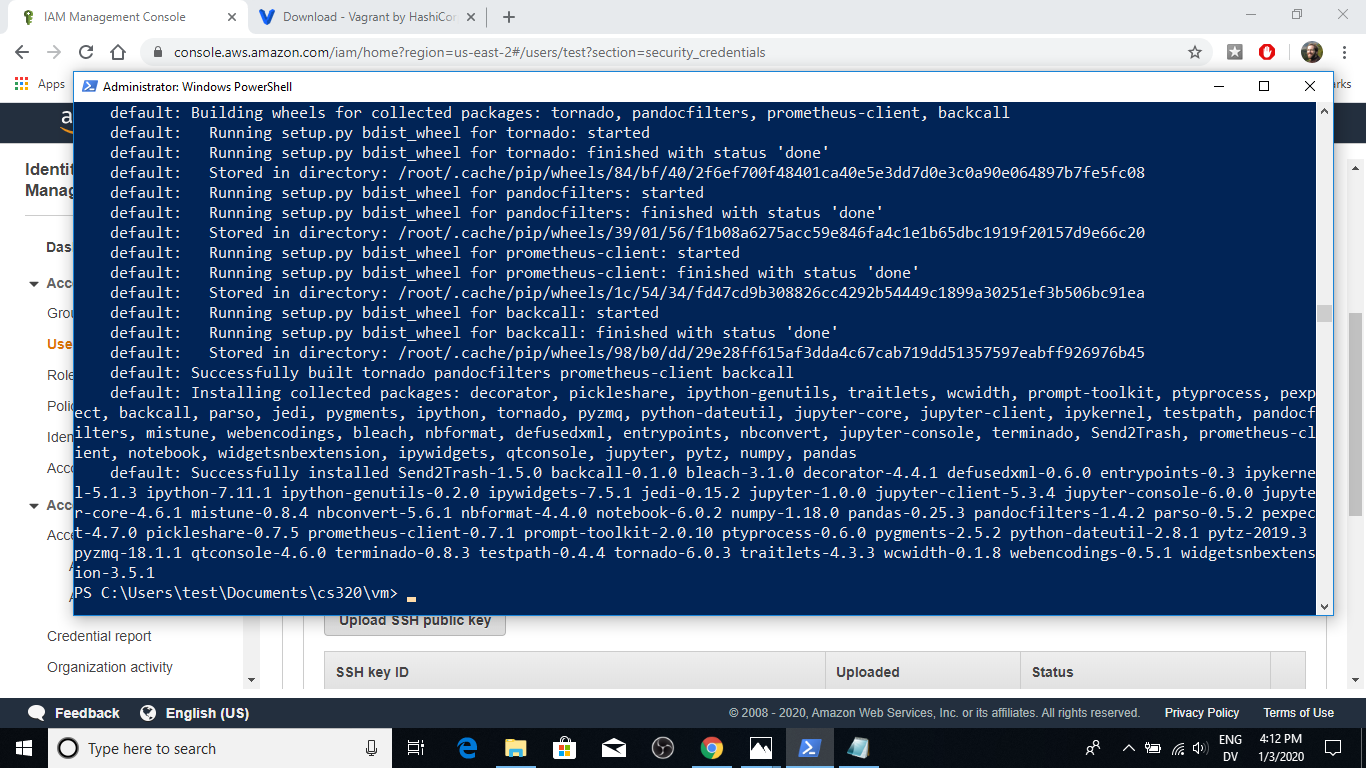 IAM Management Console
Download - Vagrant by HashiCor
console.aws.amazon.com/iam/home?region=us-east-2#/users/test?section=security_credentials
Apps
Administrator: Windows PowerShell
default: Building wheels for collected packages: tornado, pandocfilters, prometheus-client, backcall
default:   Running setup.py bdist_wheel for tornado: started
default:   Running setup.py bdist_wheel for tornado: finished with status 'done'
default:   Stored in directory: /root/.cache/pip/wheels/84/bf/40/2f6ef700f48401ca40e5e3dd7d0e3c0a90e064897b7fe5fc08
default:   Running setup.py bdist_wheel for pandocfilters: started
default:   Running setup.py bdist_wheel for pandocfilters: finished with status 'done'
default:   Stored in directory: /root/.cache/pip/wheels/39/01/56/f1b08a6275acc59e846fa4c1e1b65dbc1919f20157d9e66c20
default:   Running setup.py bdist_wheel for prometheus-client: started
default:   Running setup.py bdist_wheel for prometheus-client: finished with status 'done'
default:   Stored in directory: /root/.cache/pip/wheels/1c/54/34/fd47cd9b308826cc4292b54449c1899a30251ef3b506bc91ea
default:   Running setup.py bdist_wheel for backcall: started
default:   Running setup.py bdist_wheel for backcall: finished with status 'done'
default:   Stored in directory: /root/.cache/pip/wheels/98/b0/dd/29e28ff615af3dda4c67cab719dd51357597eabff926976b45
default: Successfully built tornado pandocfilters prometheus-client backcall
default: Installing collected packages: decorator, pickleshare, ipython-genutils, traitlets, wcwidth, prompt-toolkit, ptyprocess, pexp
ect, backcall, parso, jedi, pygments, ipython, tornado, pyzmq, python-dateutil, jupyter-core, jupyter-client, ipykernel, testpath, pandocf
ilters, mistune, webencodings, bleach, nbformat, defusedxml, entrypoints, nbconvert, jupyter-console, terminado, Send2Trash, prometheus-cl
ient, notebook, widgetsnbextension, ipywidgets, qtconsole, jupyter, pytz, numpy, pandas
default: Successfully installed Send2Trash-1.5.0 backcall-0.1.0 bleach-3.1.0 decorator-4.4.1 defusedxml-0.6.0 entrypoints-0.3 ipykerne
l-5.1.3 ipython-7.11.1 ipython-genutils-0.2.0 ipywidgets-7.5.1 jedi-0.15.2 jupyter-1.0.0 jupyter-client-5.3.4 jupyter-console-6.0.0 jupyte
r-core-4.6.1 mistune-0.8.4 nbconvert-5.6.1 nbformat-4.4.0 notebook-6.0.2 numpy-1.18.0 pandas-0.25.3 pandocfilters-1.4.2 parso-0.5.2 pexpec
t-4.7.0 pickleshare-0.7.5 prometheus-client-0.7.1 prompt-toolkit-2.0.10 ptyprocess-0.6.0 pygments-2.5.2 python-dateutil-2.8.1 pytz-2019.3
pyzmq-18.1.1 qtconsole-4.6.0 terminado-0.8.3 testpath-0.4.4 tornado-6.0.3 traitlets-4.3.3 wcwidth-0.1.8 webencodings-0.5.1 widgetsnbextens
ion-3.5.1
PS C:\Users\test\Documents\cs320\vm>
rks
a
Identi
Manag
Das
Acc
Gro
Use
Role
Poli
Iden
Acc
Acc
Acce
Credential report
Organization activity
Upload SSH public key
SSH key ID
Uploaded
Status
Feedback
English (US)
© 2008 - 2020, Amazon Web Services, Inc. or its affiliates. All rights reserved.
Privacy Policy
Terms of Use
Type here to search
ENG
DV
4:12 PM
1/3/2020